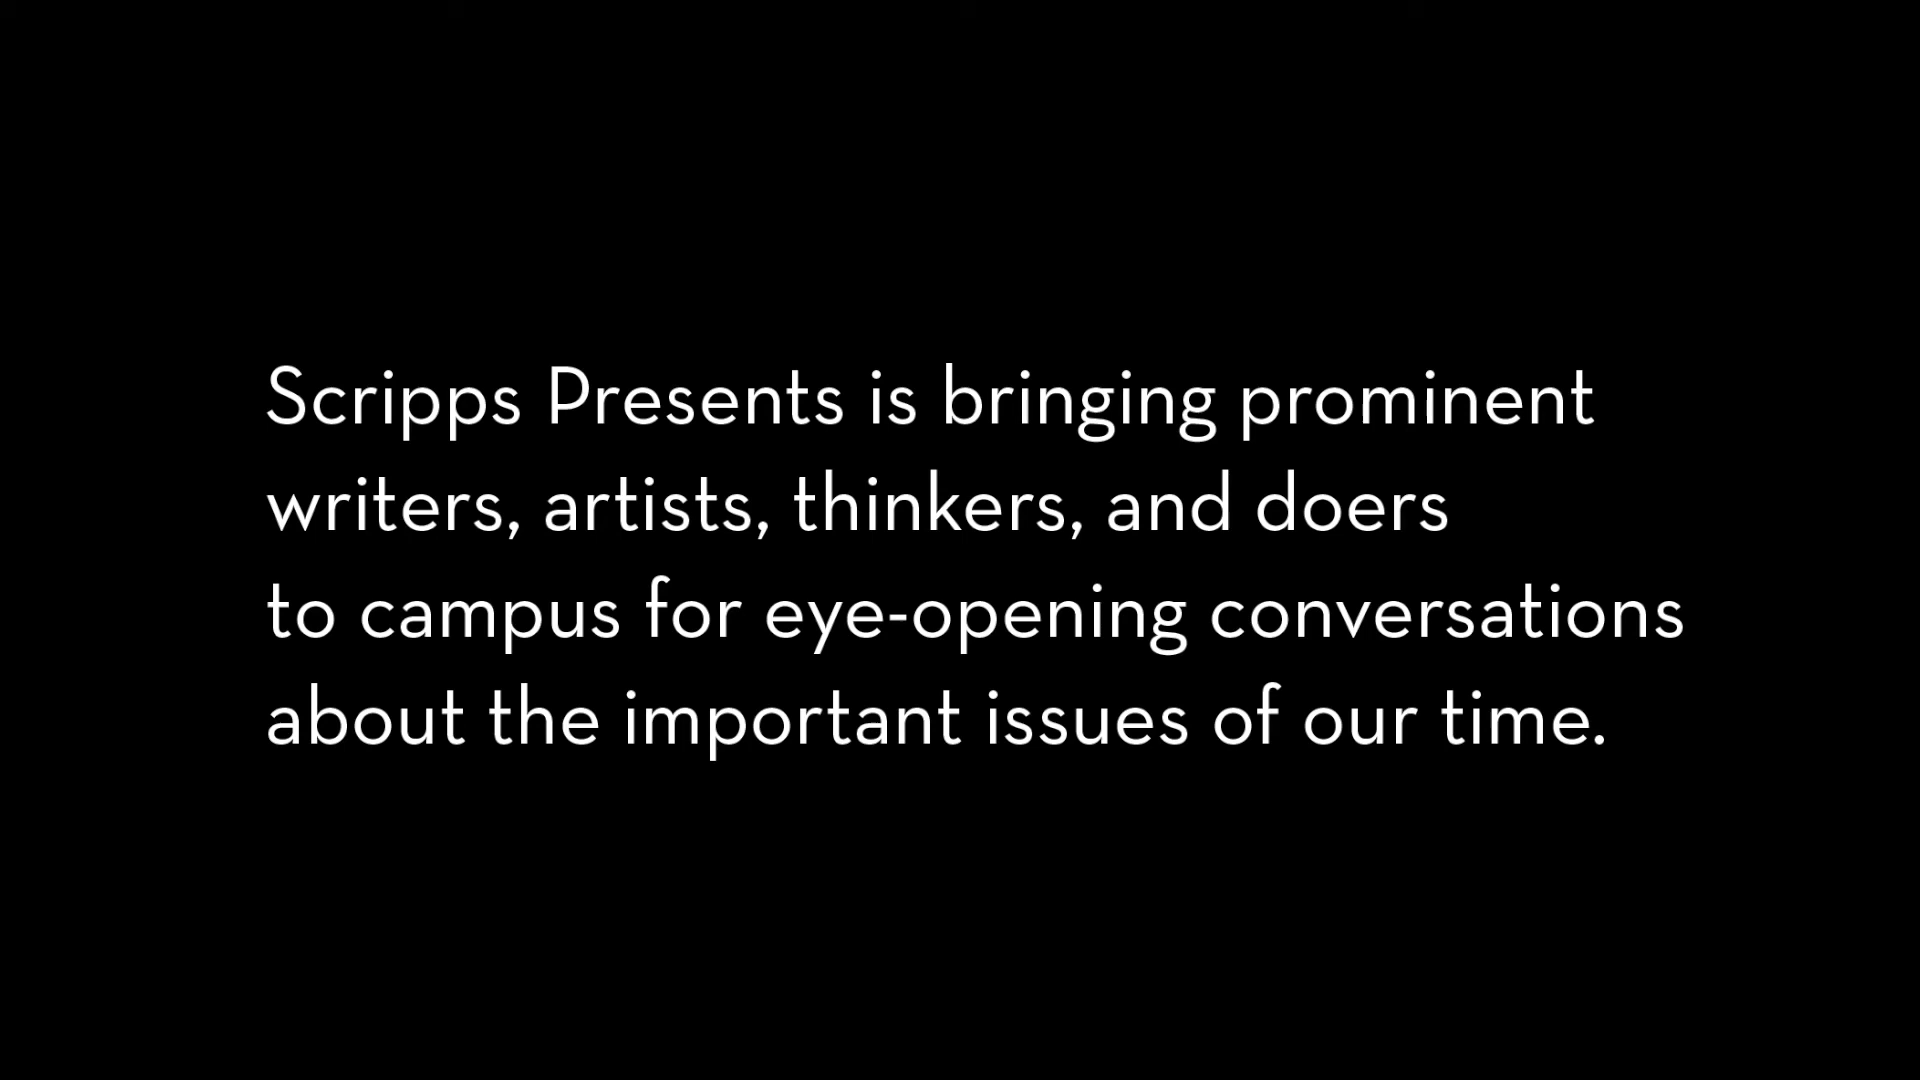 Scripps Presents is bringing prominent
writers, artists, thinkers, and doers
to campus for eye-opening conversations
about the important issues of our time.